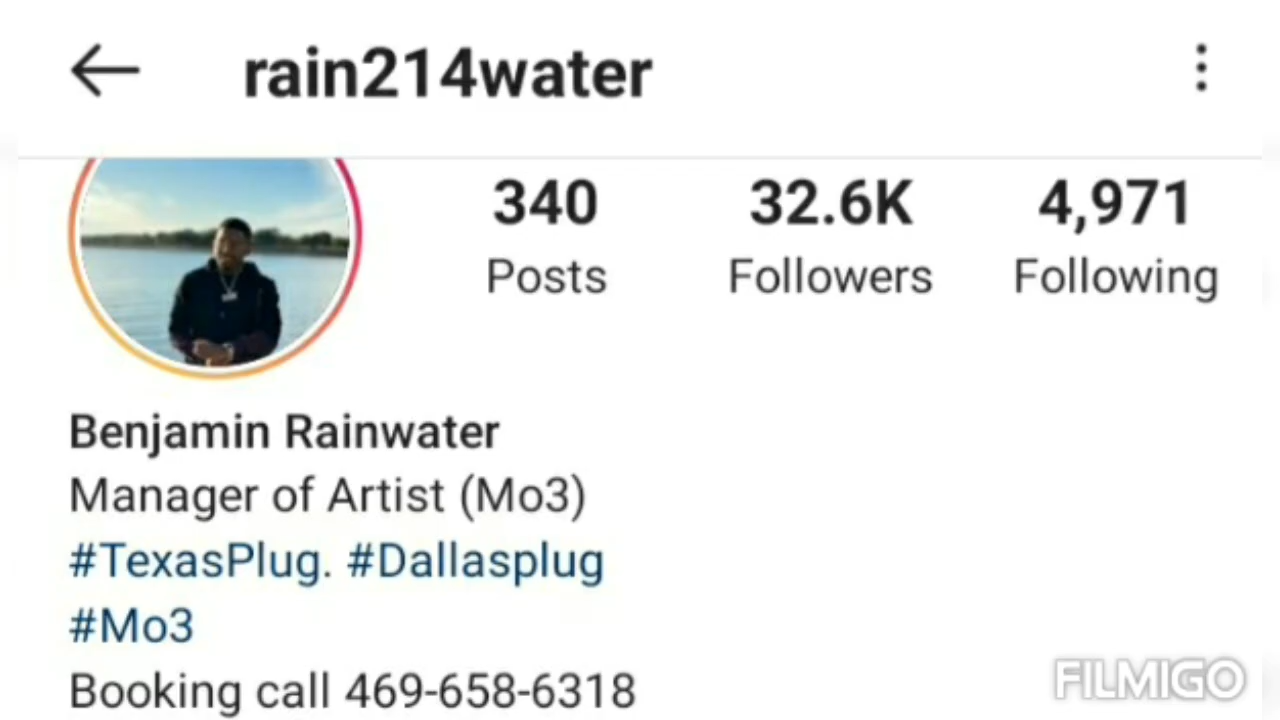 rain214water
340 32.6K 4,971
Posts Followers Following
Benjamin Rainwater
Manager of Artist (Mo3)
#TexasPlug. #Dallasplug
#Mo3
Booking call 469-658-6318
FILMIGO